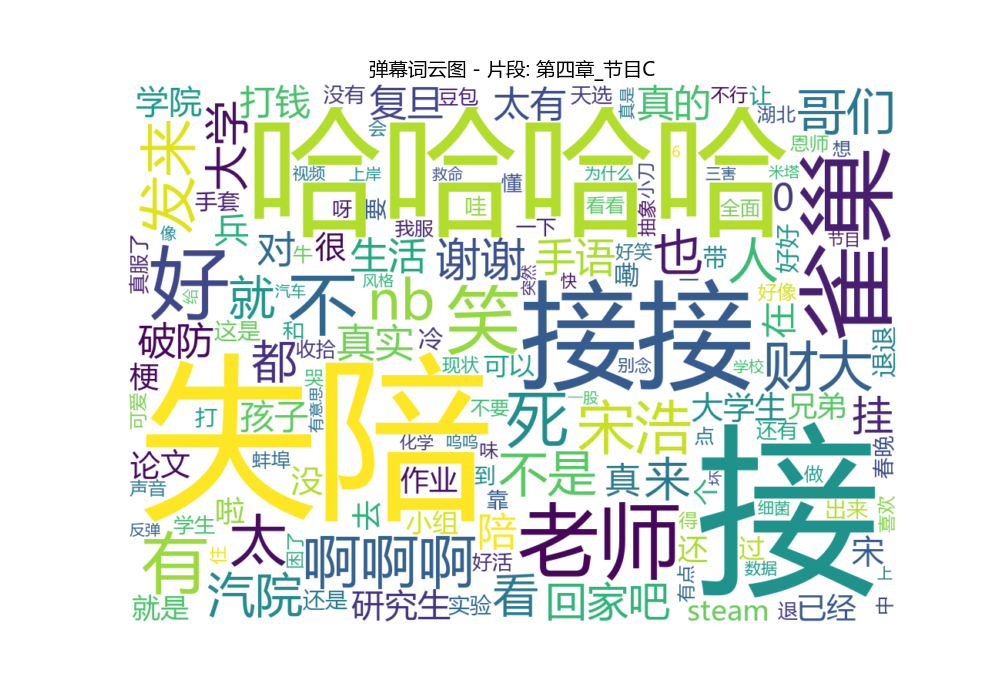 弹幕词云图 - 片段: 第四章_节目C
学院 打钱 没有 复旦 豆包 太有 天选 真是 真的 不行 让 哥们
发来 大学 哈哈哈哈 会 6 湖北 恩师 想 雀巢
手套 视频 上岸 救命 懂 为什么 小刀 三害 米塔 0
兵 呀 要 我服 哇 一下 看看 抽象 全面 好好 节目
真服了 像 牛 对 很 生活 谢谢 手语 好笑 嘞 也 带 人
给 好 就 汽车 不 风格 nb 笑 突然 快 接接 一 好像 在
破防 这是 和 收拾 真实 冷 都 现状 可以 别念 学校 财大 退退
梗 哭 失陪 不要 死 一股 宋浩 大学生 兄弟 挂
可爱 打 孩子 有意思 化学 呜呜 味 点 还有 春晚
论文 蚌埠 没 作业 到 不是 真 来 个 坏 接 做
声音 去 靠 细菌 出来 喜欢
反弹 学生 啦 小组 陪 老师 得 还 过 宋
有 住 太 困了 啊啊啊 好活 有点 数据 上
就是 汽院 还是 研究生 实验 看 回家吧 steam 退 已经 中